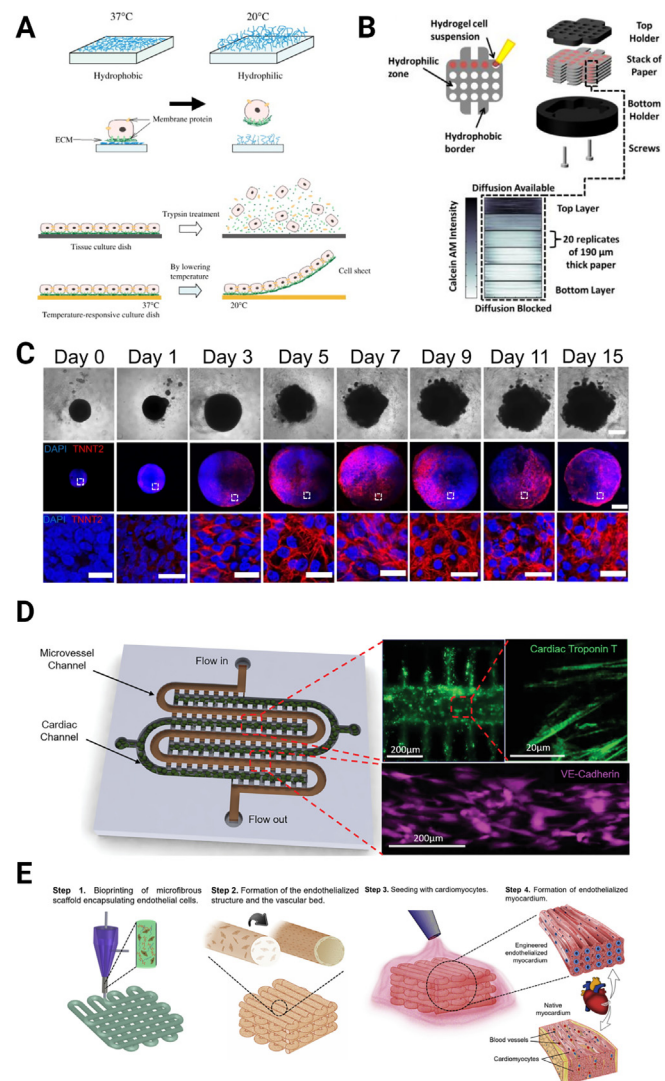 A
37°C
20°C
Hydrophobic
Hydrophilic
Membrane protein
ECM
Trypsin treatment
Tissue culture dish
By lowering
temperature
Cell sheet
37°C
20°C
Temperature-responsive culture dish
B
Hydrogel cell
suspension
Hydrophilic
zone
Hydrophobic
border
Top
Holder
Stack of
Paper
Bottom
Holder
Screws
Diffusion Available
Calcein AM Intensity
Top Layer
20 replicates
of 190 µm
thick paper
Bottom Layer
Diffusion Blocked
C
Day 0 Day 1 Day 3 Day 5 Day 7 Day 9 Day 11 Day 15
DAPI TNNT2
DAPI TNNT2
D
Microvessel
Channel
Flow in
Cardiac
Channel
Flow out
Cardiac Troponin T
200µm
20µm
VE-Cadherin
200µm
E
Step 1. Bioprinting of microfibrous
scaffold encapsulating endothelial cells.
Step 2. Formation of the endothelialized
structure and the vascular bed.
Step 3. Seeding with cardiomyocytes.
Step 4. Formation of endothelialized
myocardium.
Engineered
endothelialized
myocardium
Native
myocardium
Blood vessels
Cardiomyocytes